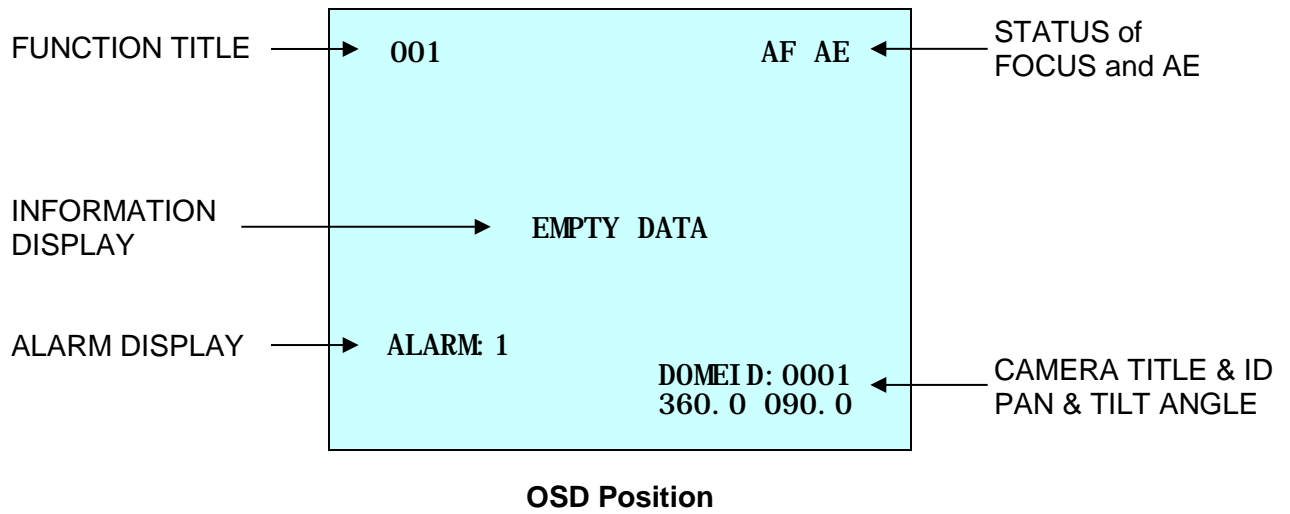 FUNCTION TITLE
001
AF AE
STATUS of
FOCUS and AE
INFORMATION
DISPLAY
EMPTY DATA
ALARM DISPLAY
ALARM: 1
DOMEID: 0001
360. 0 090. 0
CAMERA TITLE & ID
PAN & TILT ANGLE
OSD Position